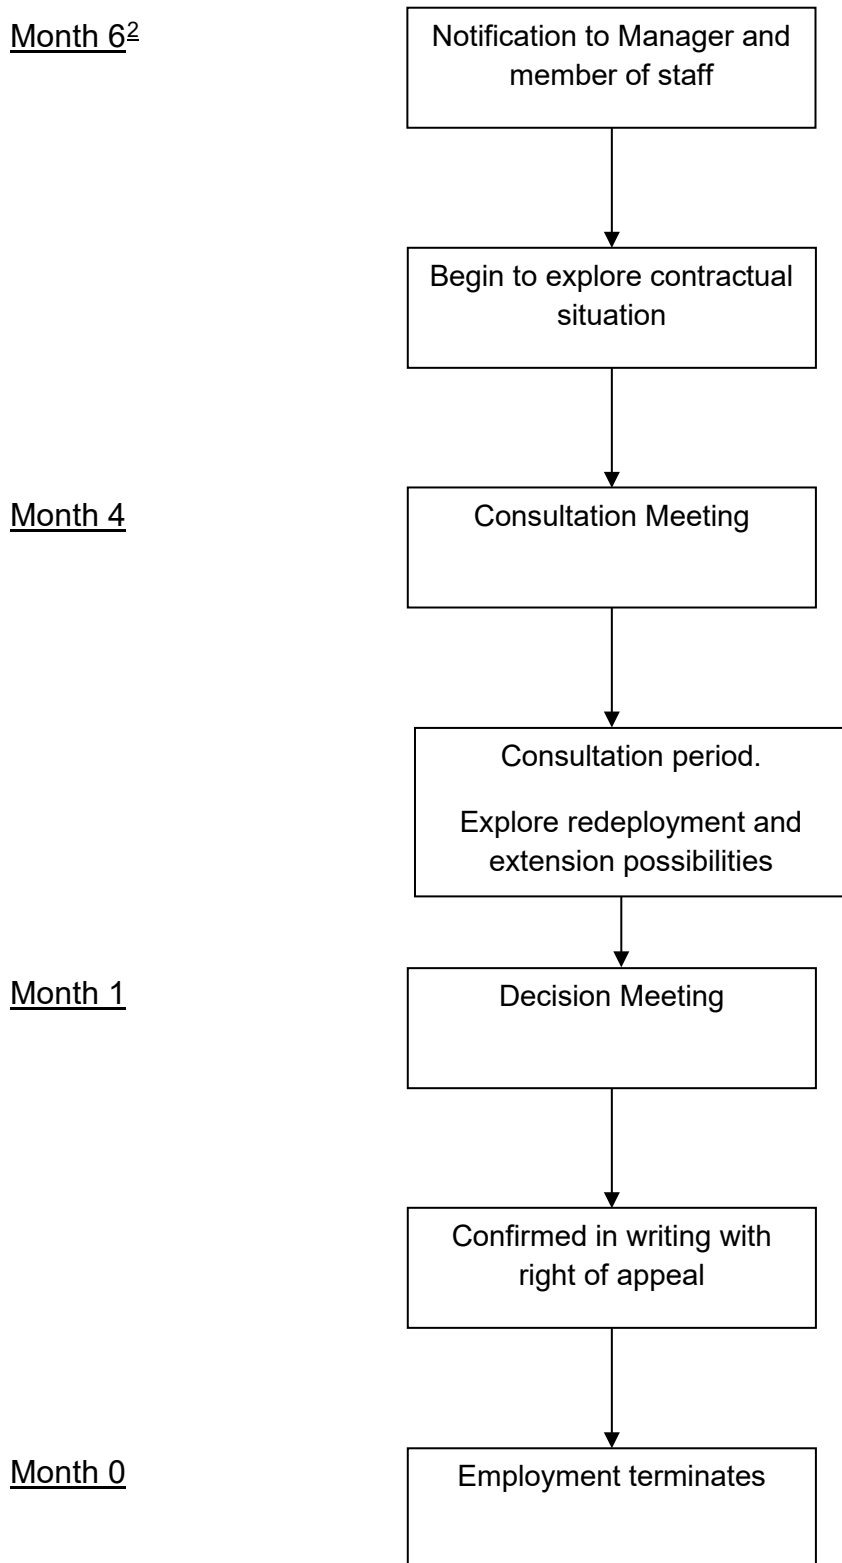 Month 6²
Notification to Manager and
member of staff
Begin to explore contractual
situation
Month 4
Consultation Meeting
Consultation period.
Explore redeployment and
extension possibilities
Month 1
Decision Meeting
Confirmed in writing with
right of appeal
Month 0
Employment terminates